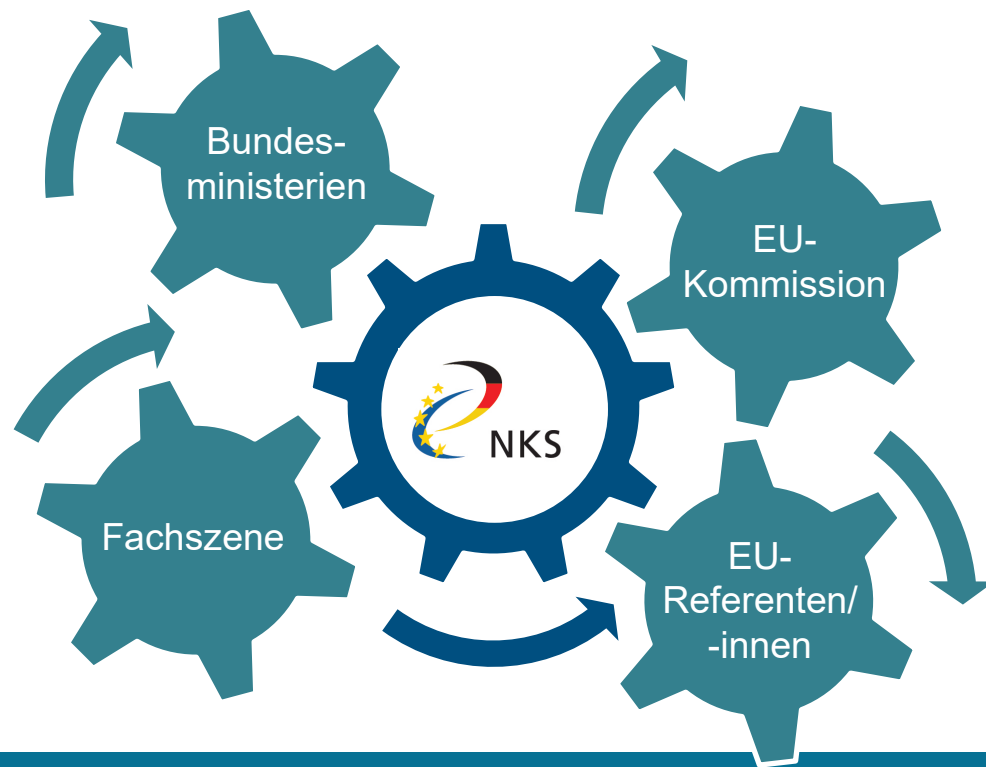 Bundes-
ministerien
EU-
Kommission
NKS
Fachszene
EU-
Referenten/
-innen